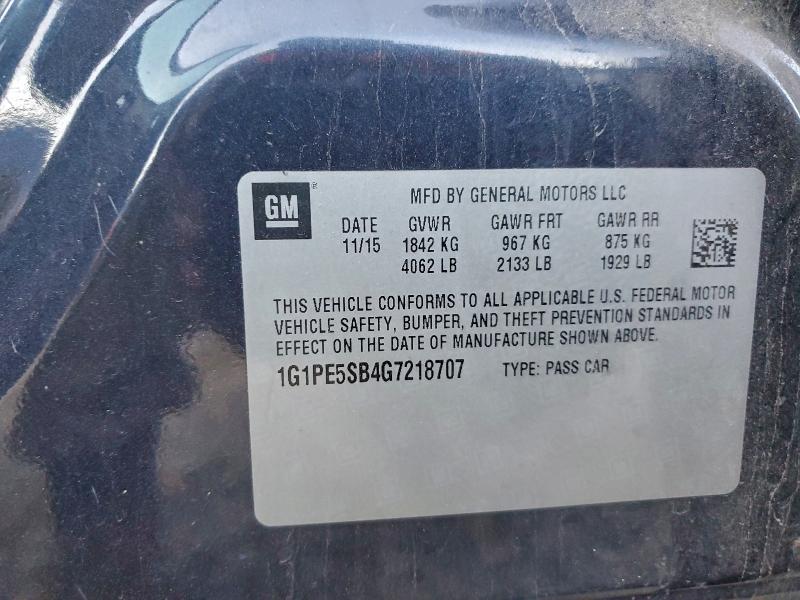 GM ®
MFD BY GENERAL MOTORS LLC
DATE GVWR GAWR FRT GAWR RR
11/15 1842 KG 967 KG 875 KG
4062 LB 2133 LB 1929 LB
THIS VEHICLE CONFORMS TO ALL APPLICABLE U.S. FEDERAL MOTOR
VEHICLE SAFETY, BUMPER, AND THEFT PREVENTION STANDARDS IN
EFFECT ON THE DATE OF MANUFACTURE SHOWN ABOVE.
1G1PE5SB4G7218707 TYPE: PASS CAR